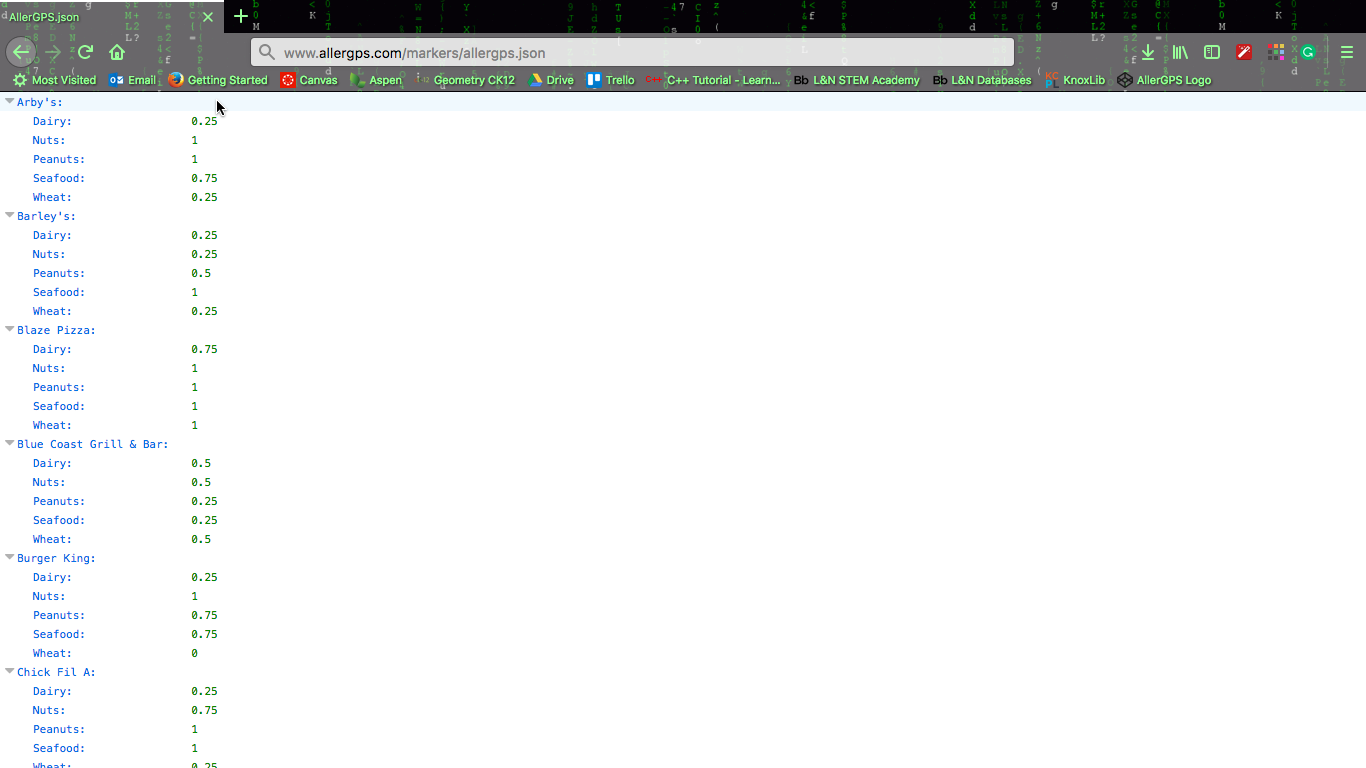 AllerGPS.json
www.allergps.com/markers/allergps.json
Most Visited Email Getting Started Canvas Aspen Geometry CK12 Drive Trello C++ Tutorial - Learn... Bb L&N STEM Academy Bb L&N Databases KnoxLib AllerGPS Logo
Arby's:
Dairy: 0.25
Nuts: 1
Peanuts: 1
Seafood: 0.75
Wheat: 0.25
Barley's:
Dairy: 0.25
Nuts: 0.25
Peanuts: 0.5
Seafood: 1
Wheat: 0.25
Blaze Pizza:
Dairy: 0.75
Nuts: 1
Peanuts: 1
Seafood: 1
Wheat: 1
Blue Coast Grill & Bar:
Dairy: 0.5
Nuts: 0.5
Peanuts: 0.25
Seafood: 0.25
Wheat: 0.5
Burger King:
Dairy: 0.25
Nuts: 1
Peanuts: 0.75
Seafood: 0.75
Wheat: 0
Chick Fil A:
Dairy: 0.25
Nuts: 0.75
Peanuts: 1
Seafood: 1
Wheat: 0.25